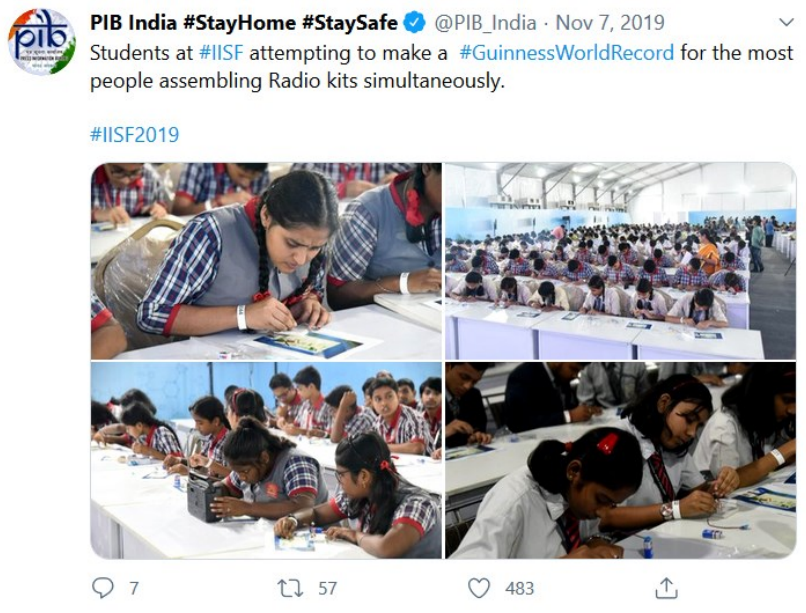 PIB India #StayHome #StaySafe @PIB_India · Nov 7, 2019
pib
Students at #IISF attempting to make a #GuinnessWorldRecord for the most
people assembling Radio kits simultaneously.
#IISF2019
7 57 483